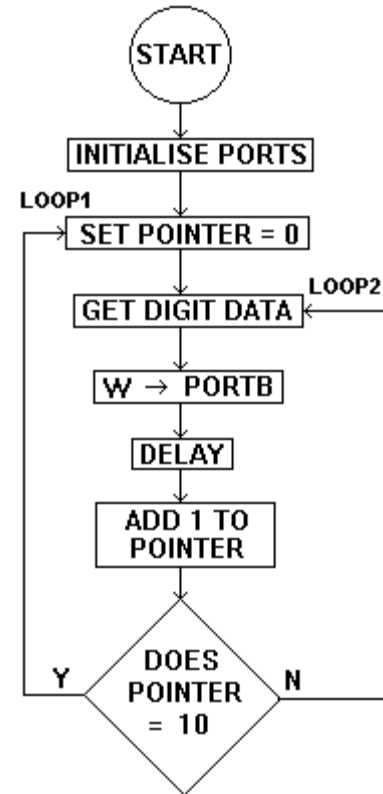 START
INITIALISE PORTS
LOOP1
SET POINTER = 0
LOOP2
GET DIGIT DATA
W → PORTB
DELAY
ADD 1 TO
POINTER
DOES
POINTER
= 10
Y
N